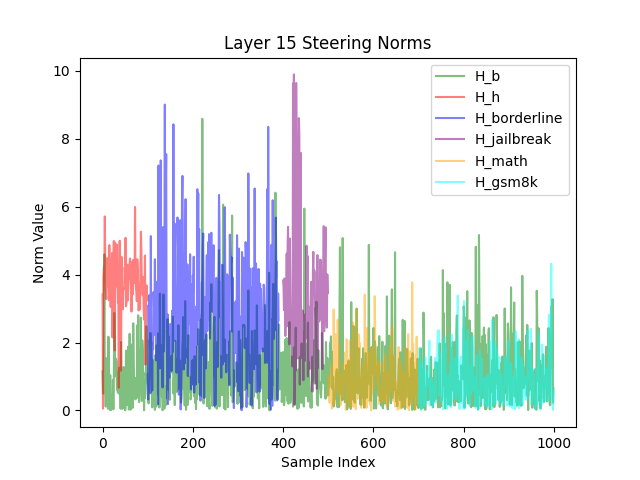 Layer 15 Steering Norms
Norm Value
10
8
6
4
2
0
H_b
H_h
H_borderline
H_jailbreak
H_math
H_gsm8k
0
200
400
600
800
1000
Sample Index